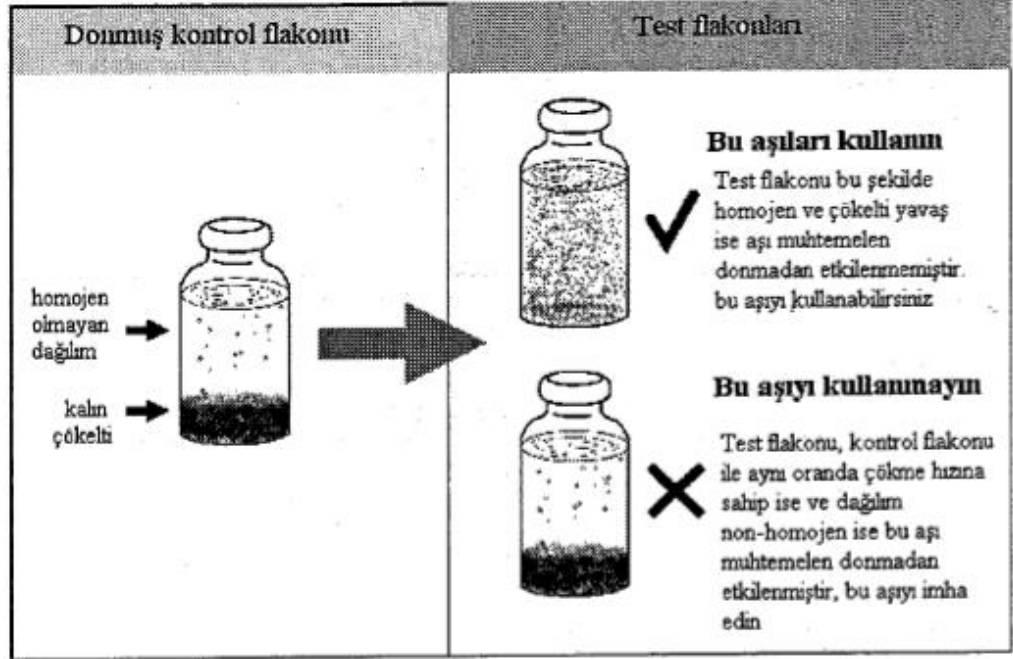 Donmuş kontrol flakonu
Test flakonları
homojen
olmayan
dağılım
kalın
çökelti
Bu aşıları kullanın
Test flakonu bu şekilde
homojen ve çökelti yavaş
ise aşı muhtemelen
donmadan etkilenmemiştir.
bu aşıyı kullanabilirsiniz
Bu aşıyı kullanmayın
Test flakonu, kontrol flakonu
ile aynı oranda çökme hızına
sahip ise ve dağılım
non-homojen ise bu aşı
muhtemelen donmadan
etkilenmiştir, bu aşıyı imha
edin